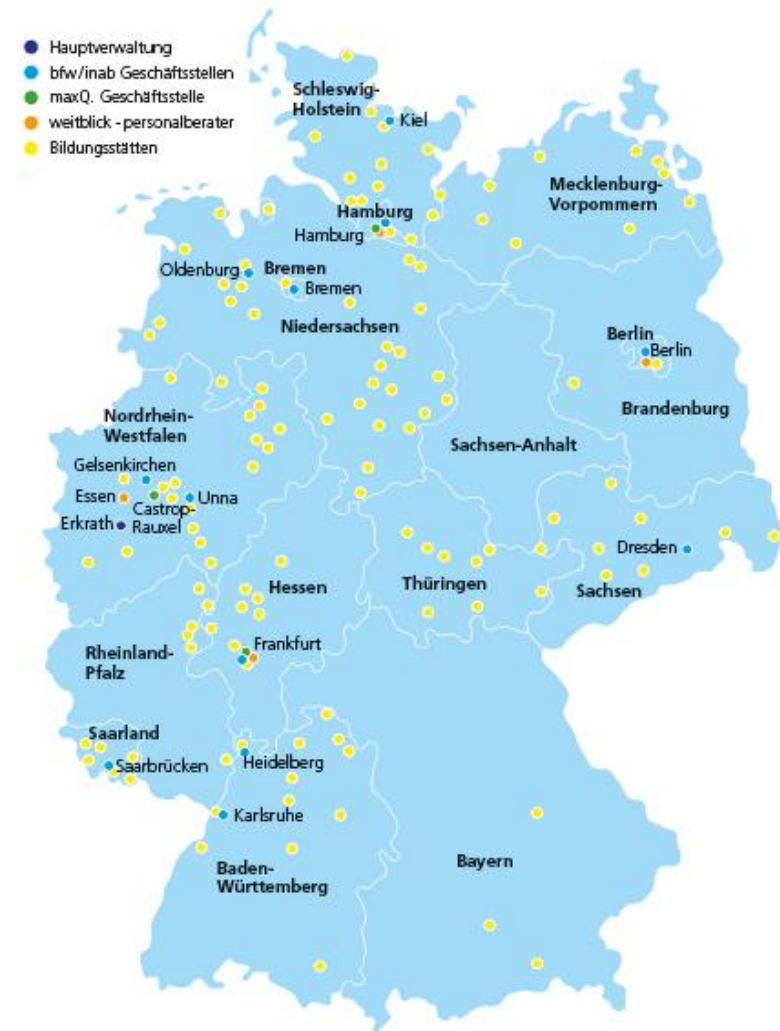 Hauptverwaltung
bfw/inab Geschäftsstellen
maxQ. Geschäftsstelle
weitblick - personalberater
Bildungsstätten
Schleswig-
Holstein
Kiel
Mecklenburg-
Vorpommern
Hamburg
Hamburg
Oldenburg
Bremen
Bremen
Niedersachsen
Berlin
Berlin
Brandenburg
Nordrhein-
Westfalen
Sachsen-Anhalt
Gelsenkirchen
Essen
Unna
Castrop-
Rauxel
Erkrath
Dresden
Hessen
Thüringen
Sachsen
Frankfurt
Rheinland-
Pfalz
Saarland
Saarbrücken
Heidelberg
Karlsruhe
Baden-
Württemberg
Bayern